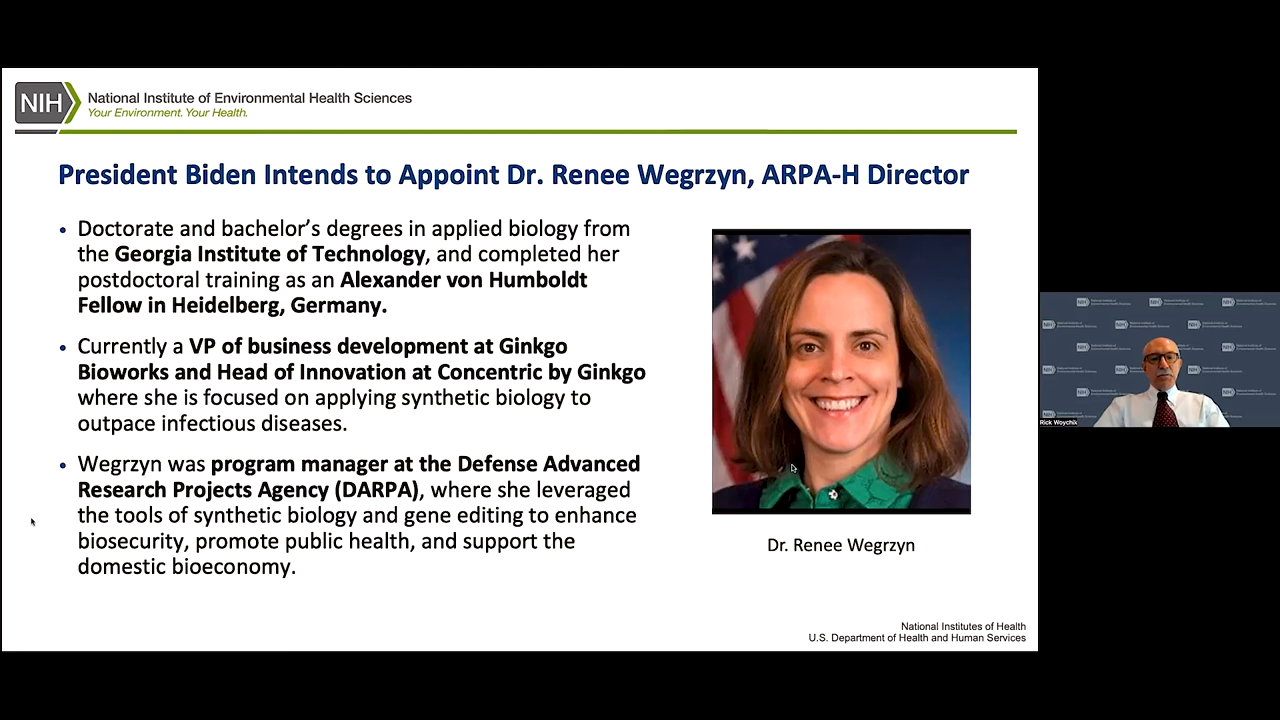 NIH
National Institute of Environmental Health Sciences
Your Environment. Your Health.
President Biden Intends to Appoint Dr. Renee Wegrzyn, ARPA-H Director
• Doctorate and bachelor's degrees in applied biology from
the Georgia Institute of Technology, and completed her
postdoctoral training as an Alexander von Humboldt
Fellow in Heidelberg, Germany.
• Currently a VP of business development at Ginkgo
Bioworks and Head of Innovation at Concentric by Ginkgo
where she is focused on applying synthetic biology to
outpace infectious diseases.
• Wegrzyn was program manager at the Defense Advanced
Research Projects Agency (DARPA), where she leveraged
the tools of synthetic biology and gene editing to enhance
biosecurity, promote public health, and support the
domestic bioeconomy.
Dr. Renee Wegrzyn
National Institutes of Health
U.S. Department of Health and Human Services
Rick Woychik